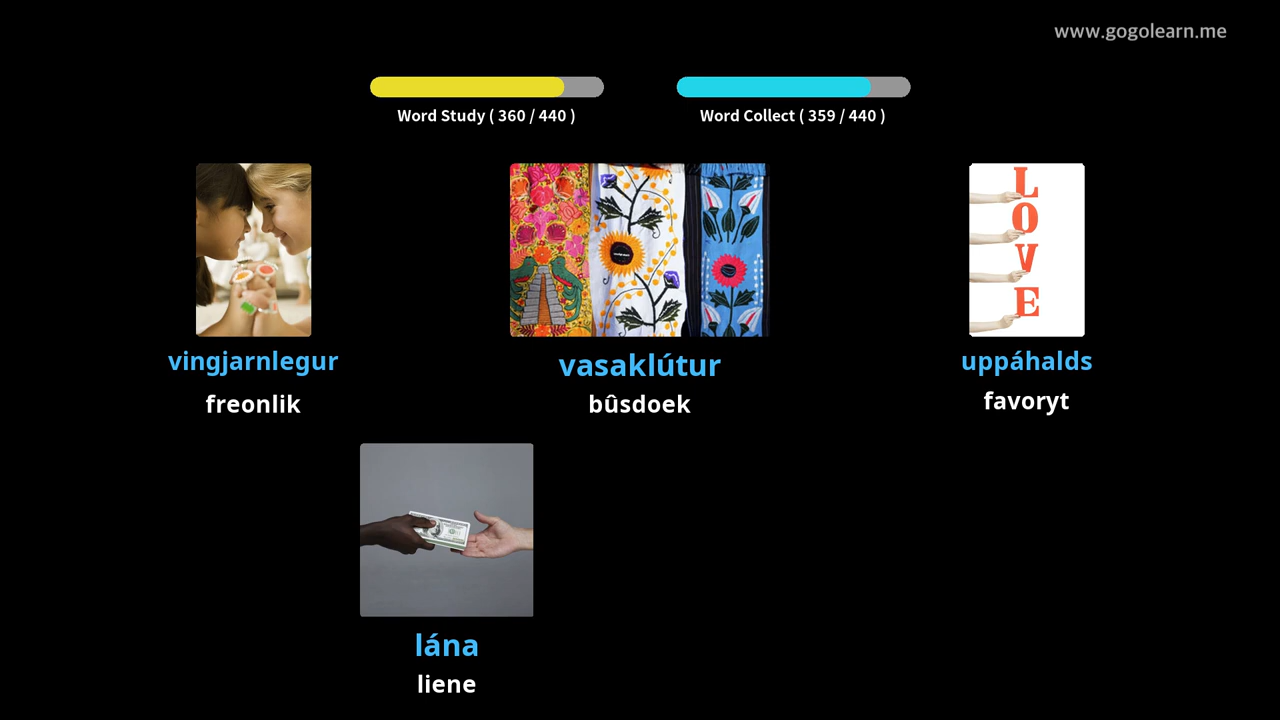 www.gogolearn.me
Word Study ( 360 / 440 )
Word Collect ( 359 / 440 )
L
O
V
E
vingjarnlegur
freonlik
vasaklútur
bûsdoek
uppáhalds
favoryt
lána
liene